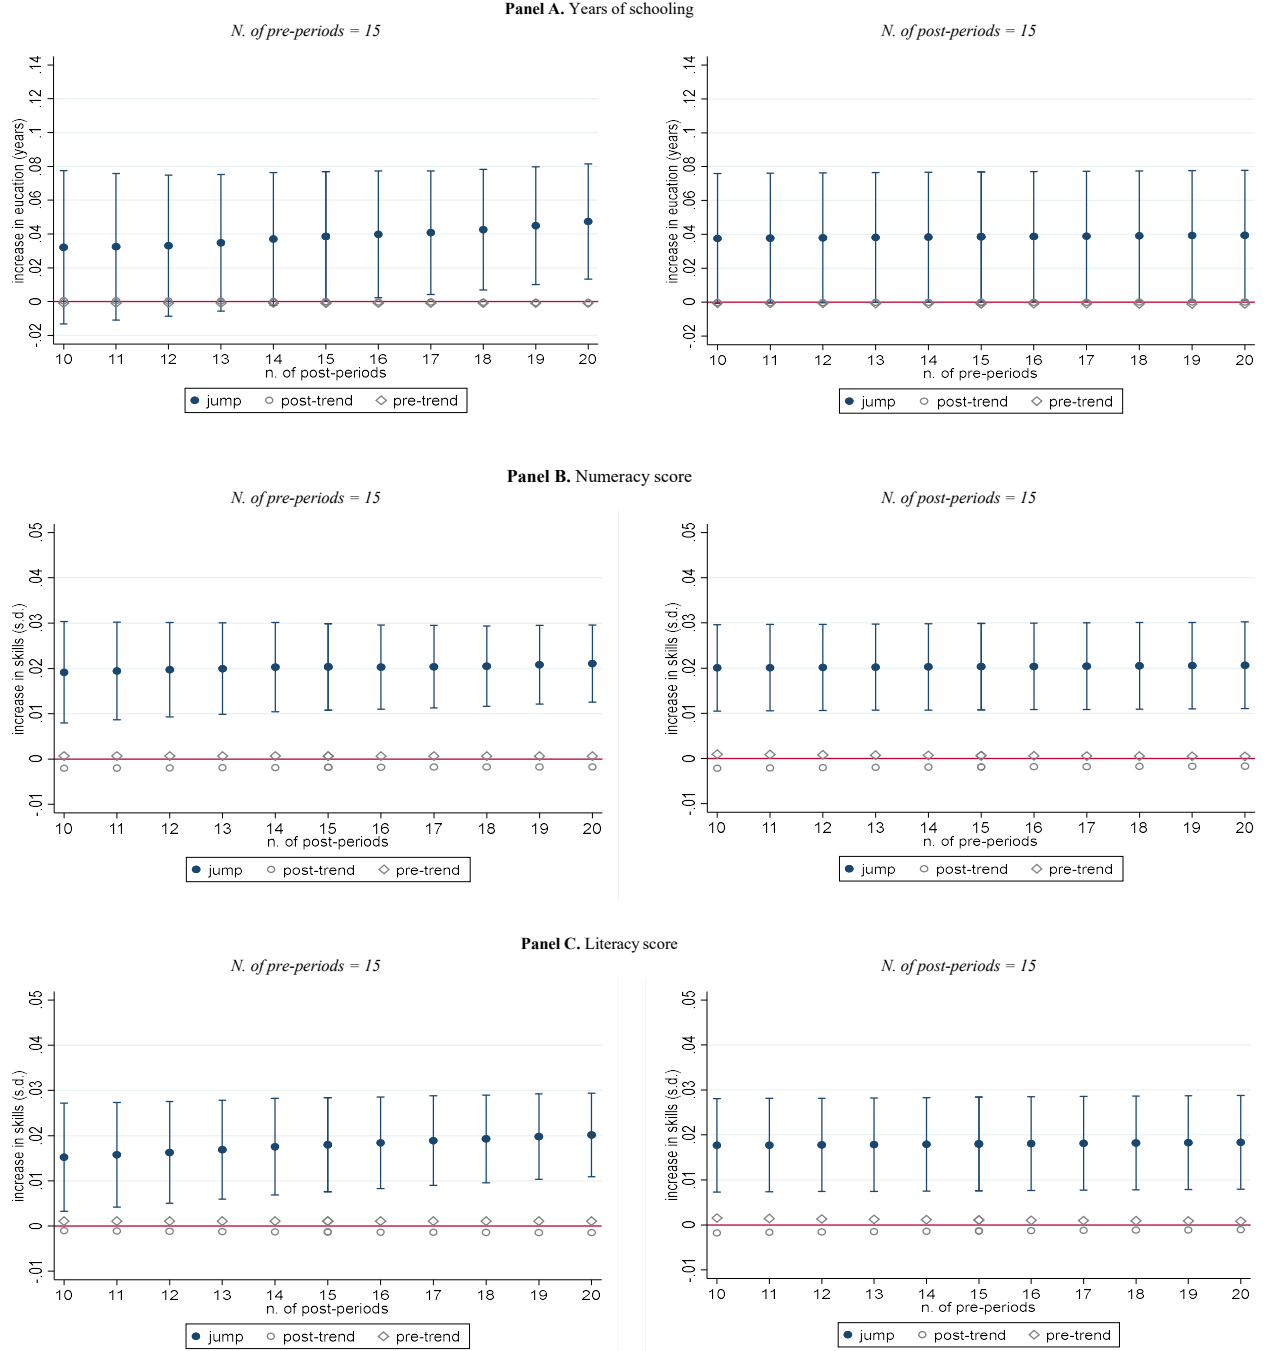 Panel A. Years of schooling
N. of pre-periods = 15
increase in eucation (years)
.14
.12
.1
.08
.06
.04
.02
0
-.02
10 11 12 13 14 15 16 17 18 19 20
n. of post-periods
jump post-trend pre-trend
N. of post-periods = 15
increase in eucation (years)
.14
.12
.1
.08
.06
.04
.02
0
-.02
10 11 12 13 14 15 16 17 18 19 20
n. of pre-periods
jump post-trend pre-trend
Panel B. Numeracy score
N. of pre-periods = 15
increase in skills (s.d.)
.05
.04
.03
.02
.01
0
-.01
10 11 12 13 14 15 16 17 18 19 20
n. of post-periods
jump post-trend pre-trend
N. of post-periods = 15
increase in skills (s.d.)
.05
.04
.03
.02
.01
0
-.01
10 11 12 13 14 15 16 17 18 19 20
n. of pre-periods
jump post-trend pre-trend
Panel C. Literacy score
N. of pre-periods = 15
increase in skills (s.d.)
.05
.04
.03
.02
.01
0
-.01
10 11 12 13 14 15 16 17 18 19 20
n. of post-periods
jump post-trend pre-trend
N. of post-periods = 15
increase in skills (s.d.)
.05
.04
.03
.02
.01
0
-.01
10 11 12 13 14 15 16 17 18 19 20
n. of pre-periods
jump post-trend pre-trend